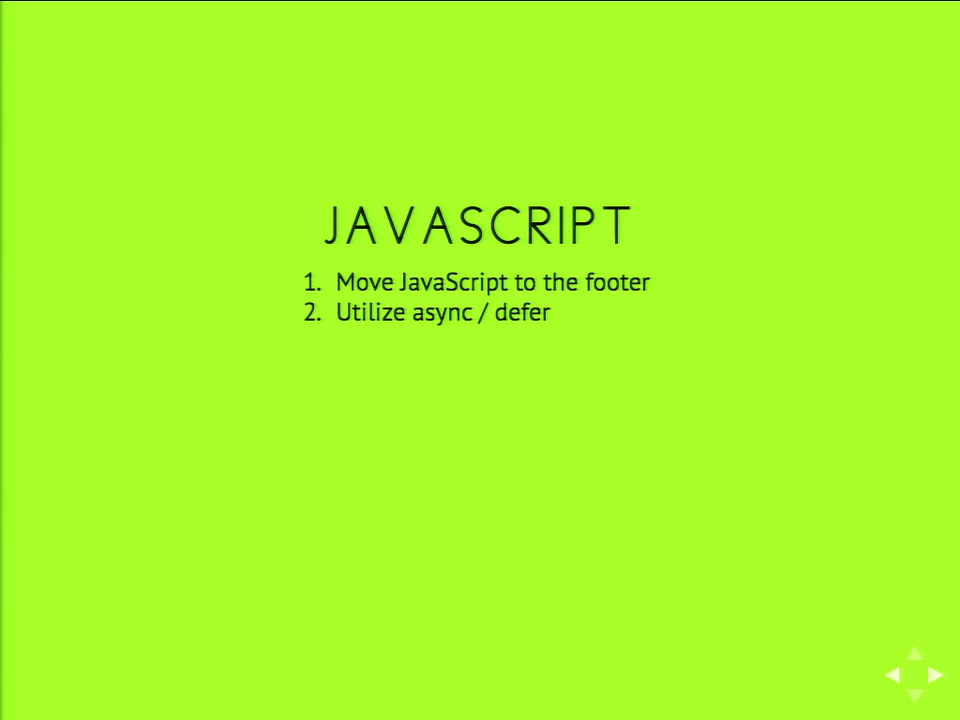 JAVASCRIPT
1. Move JavaScript to the footer
2. Utilize async / defer